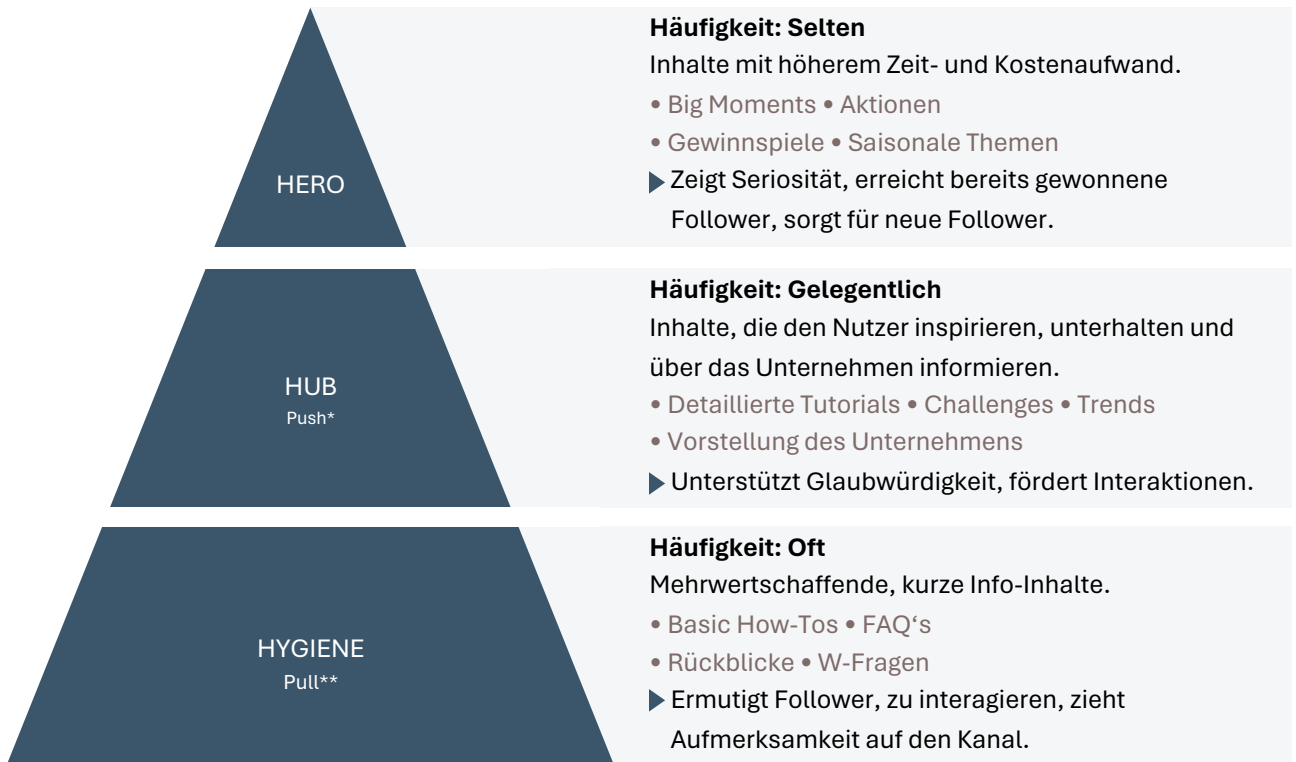 HERO
Häufigkeit: Selten
Inhalte mit höherem Zeit- und Kostenaufwand.
• Big Moments • Aktionen
• Gewinnspiele • Saisonale Themen
Zeigt Seriosität, erreicht bereits gewonnene
Follower, sorgt für neue Follower.
HUB
Push*
Häufigkeit: Gelegentlich
Inhalte, die den Nutzer inspirieren, unterhalten und
über das Unternehmen informieren.
• Detaillierte Tutorials • Challenges • Trends
• Vorstellung des Unternehmens
Unterstützt Glaubwürdigkeit, fördert Interaktionen.
HYGIENE
Pull**
Häufigkeit: Oft
Mehrwertschaffende, kurze Info-Inhalte.
• Basic How-Tos • FAQ‘s
• Rückblicke • W-Fragen
Ermutigt Follower, zu interagieren, zieht
Aufmerksamkeit auf den Kanal.